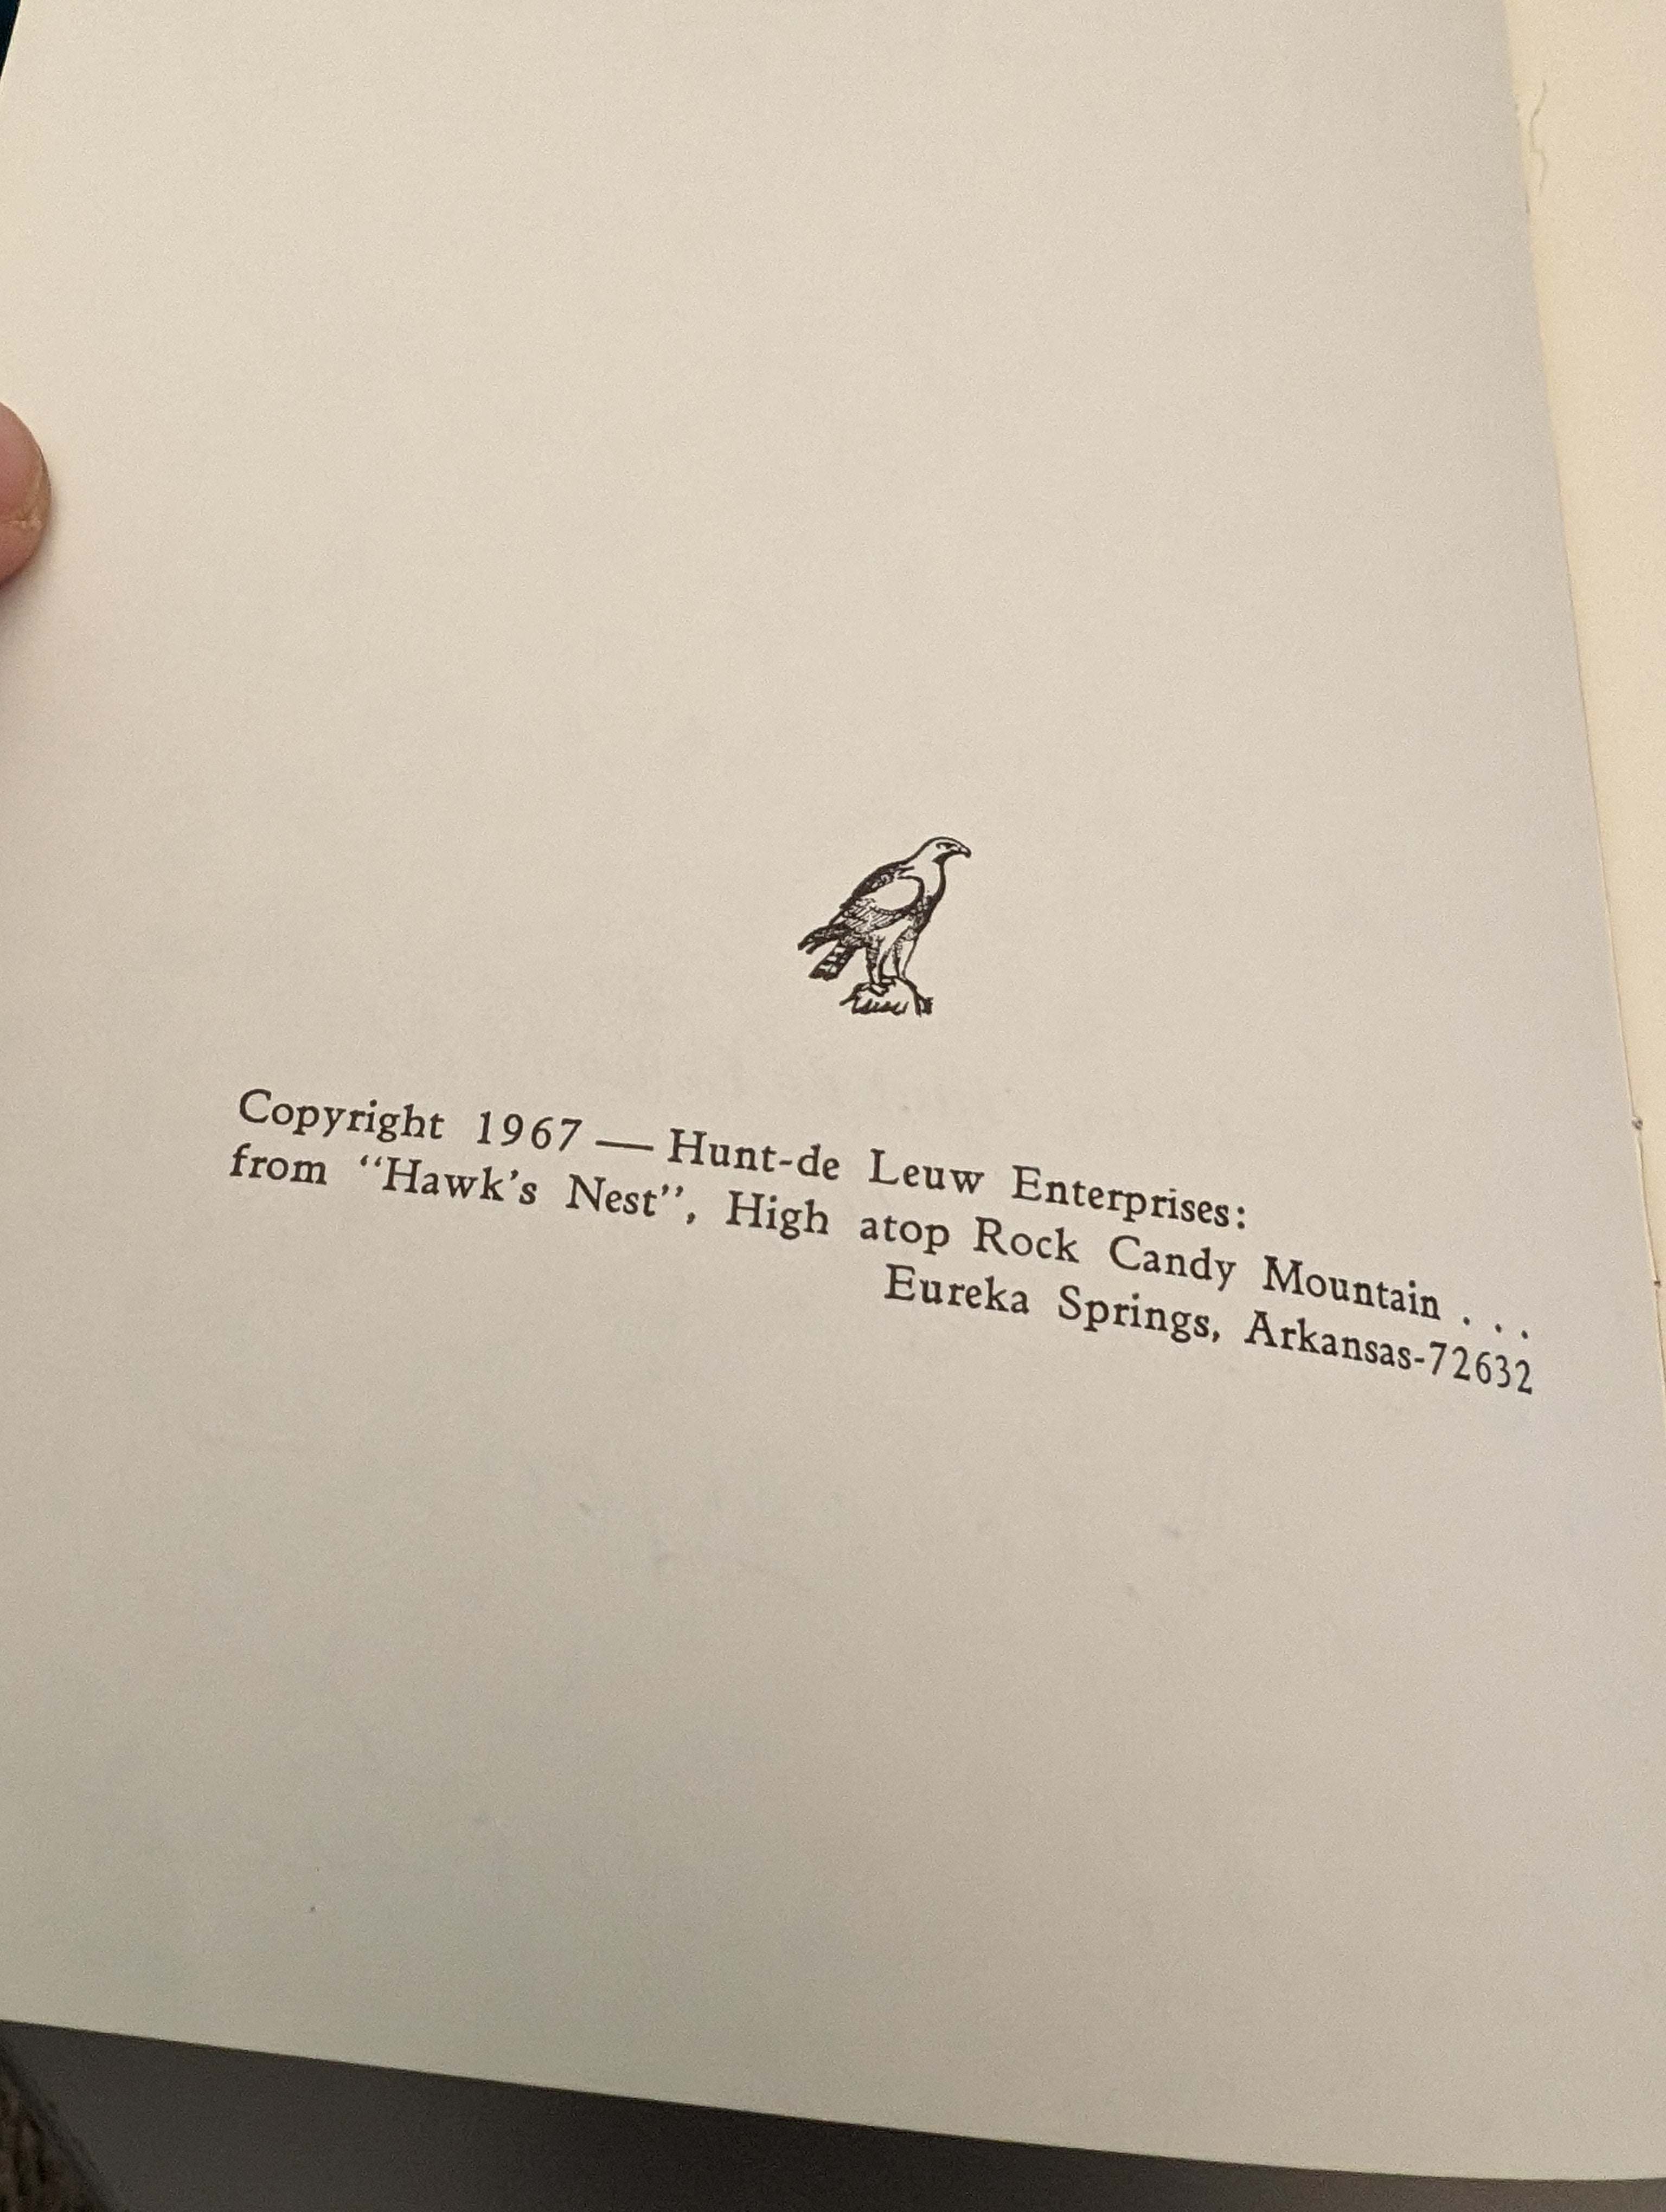 Copyright 1967 — Hunt-de Leuw Enterprises:
from “Hawk’s Nest”, High atop Rock Candy Mountain . . .
Eureka Springs, Arkansas-72632